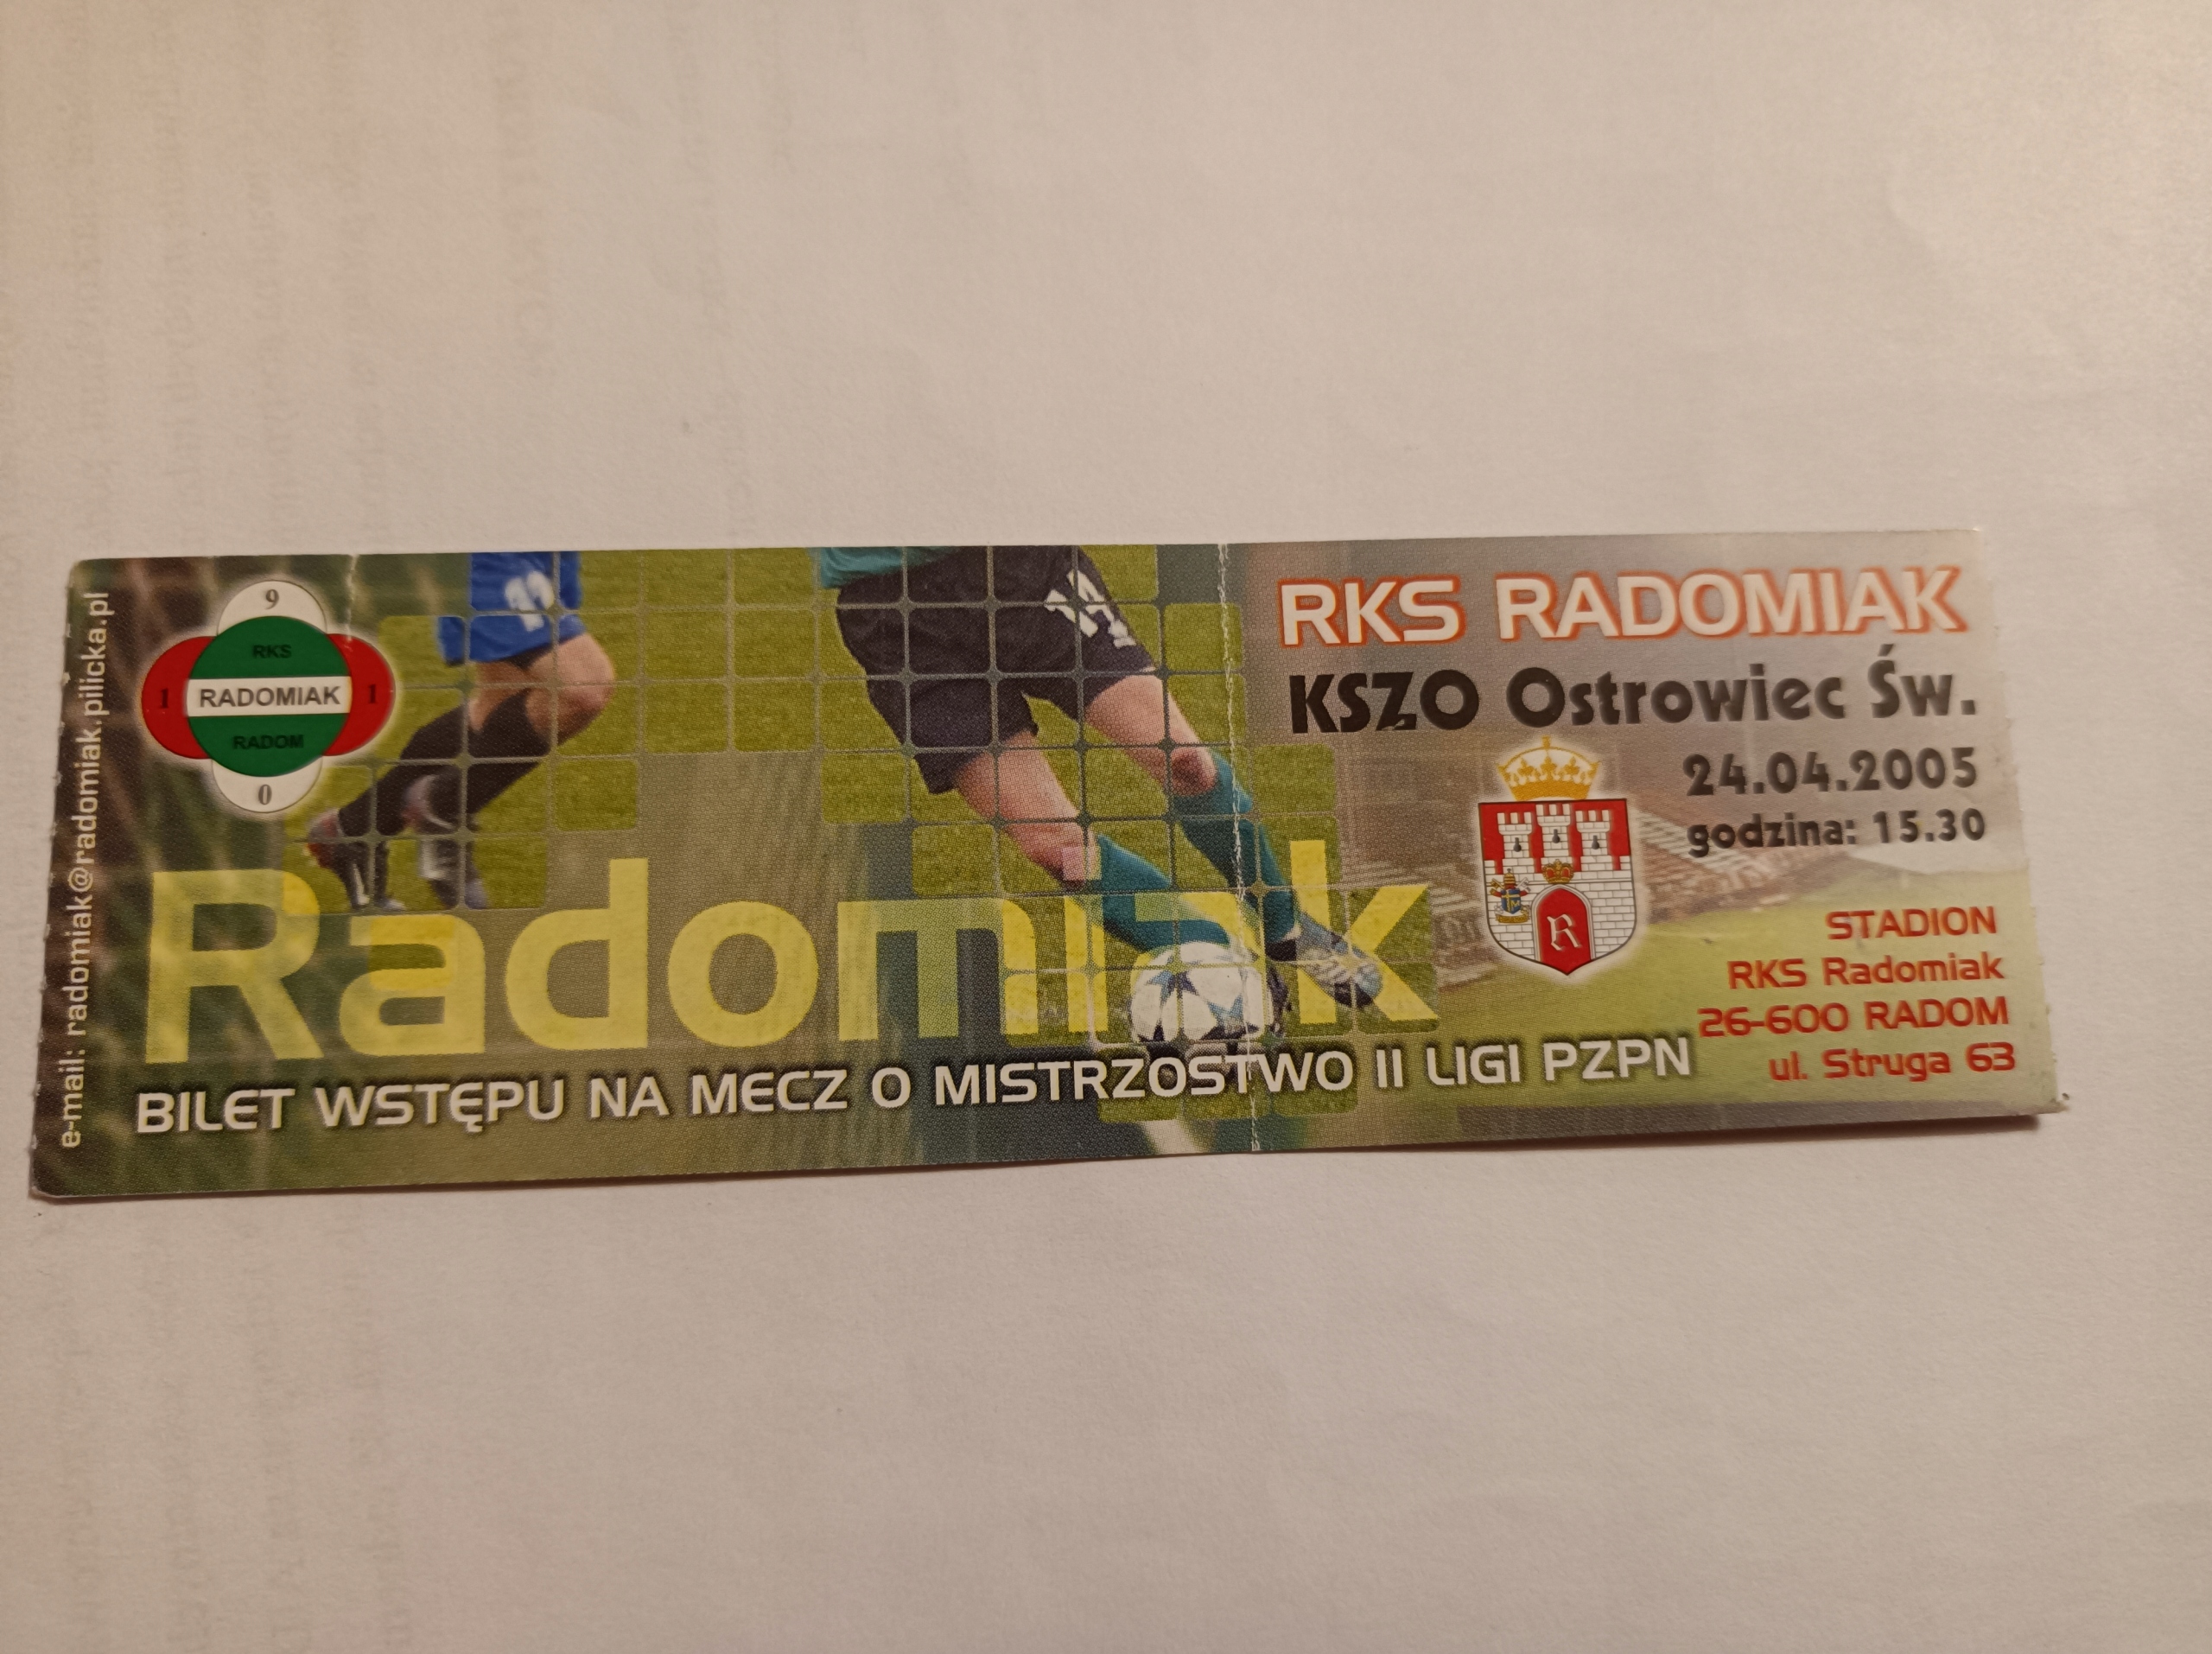 e-mail: radomiak@radomiak.pilicka.pl
9
RKS
1 RADOMIAK 1
RADOM
0
Radomiak
BILET WSTĘPU NA MECZ O MISTRZOSTWO II LIGI PZPN
RKS RADOMIAK
KSZO Ostrowiec Św.
24.04.2005
godzina: 15.30
R
STADION
RKS Radomiak
26-600 RADOM
ul. Struga 63